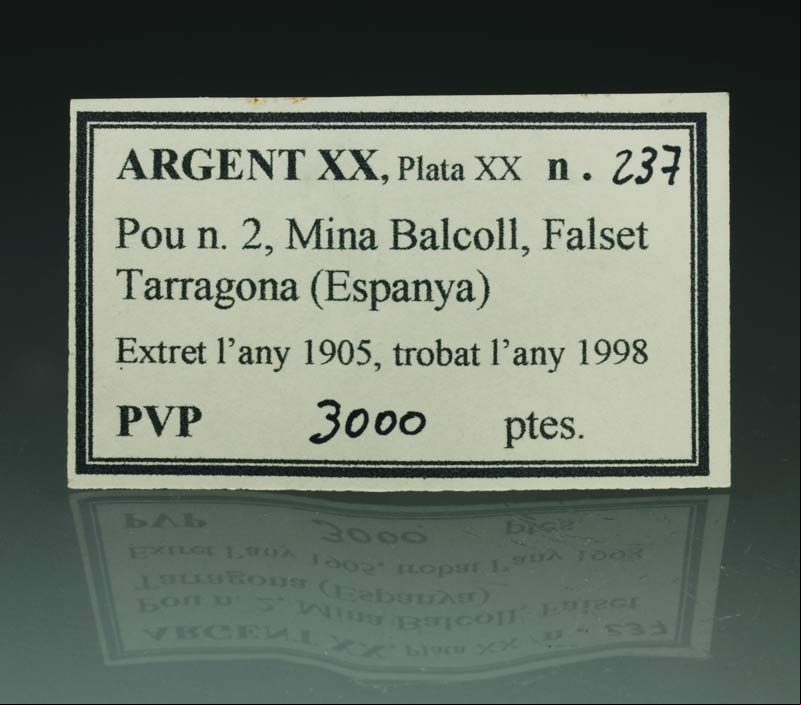 ARGENT XX, Plata XX n. 237
Pou n. 2, Mina Balcoll, Falset
Tarragona (Espanya)
Extret l'any 1905, trobat l'any 1998
PVP 3000 ptes.